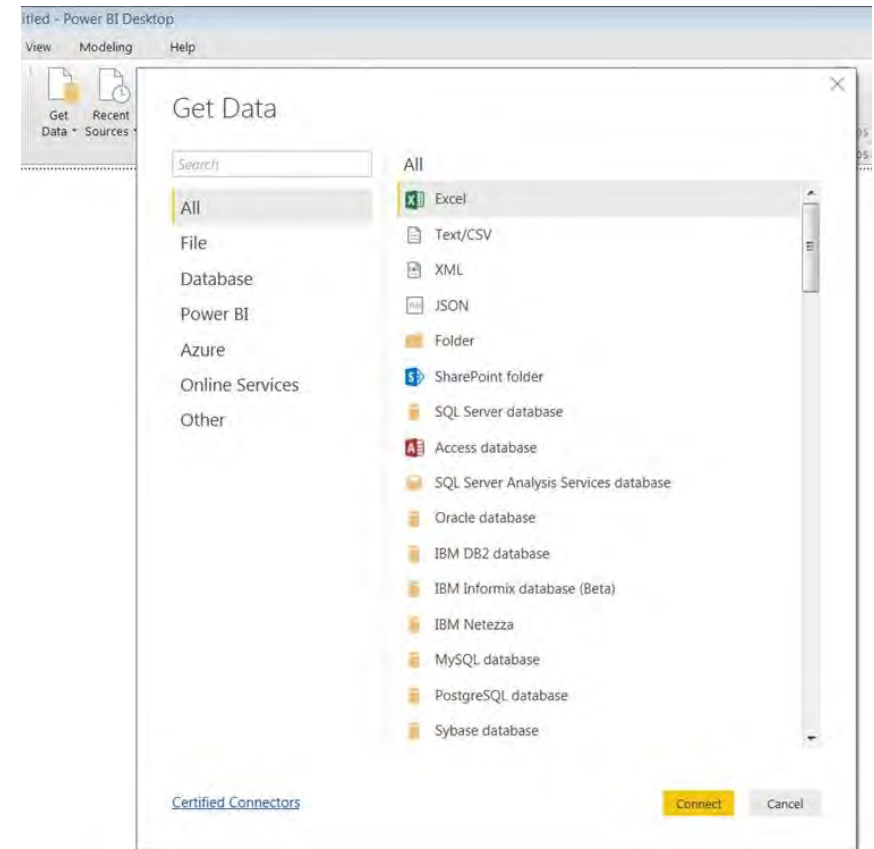 itled - Power BI Desktop
View Modeling Help
Get Data
Recent Sources
Get Data
Search
All
File
Database
Power BI
Azure
Online Services
Other
All
Excel
Text/CSV
XML
JSON
Folder
SharePoint folder
SQL Server database
Access database
SQL Server Analysis Services database
Oracle database
IBM DB2 database
IBM Informix database (Beta)
IBM Netezza
MySQL database
PostgreSQL database
Sybase database
Certified Connectors
Connect Cancel